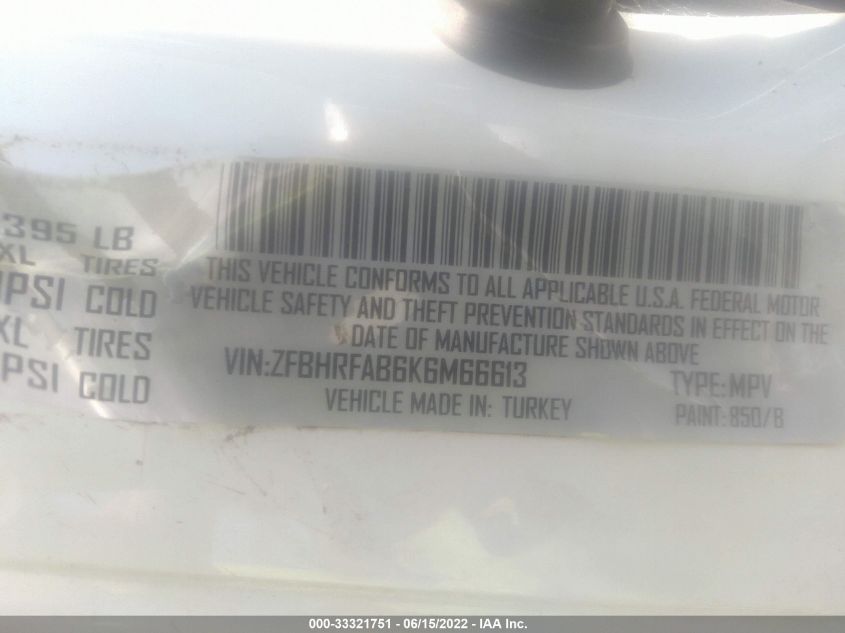 395 LB
XL TIRES
PSI COLD
XL TIRES
PSI COLD
THIS VEHICLE CONFORMS TO ALL APPLICABLE U.S.A. FEDERAL MOTOR
VEHICLE SAFETY AND THEFT PREVENTION STANDARDS IN EFFECT ON THE
DATE OF MANUFACTURE SHOWN ABOVE
VIN:ZFBHRFAB6K6M66613 TYPE:MPV
VEHICLE MADE IN: TURKEY PAINT:850/B
000-33321751 - 06/15/2022 - IAA Inc.